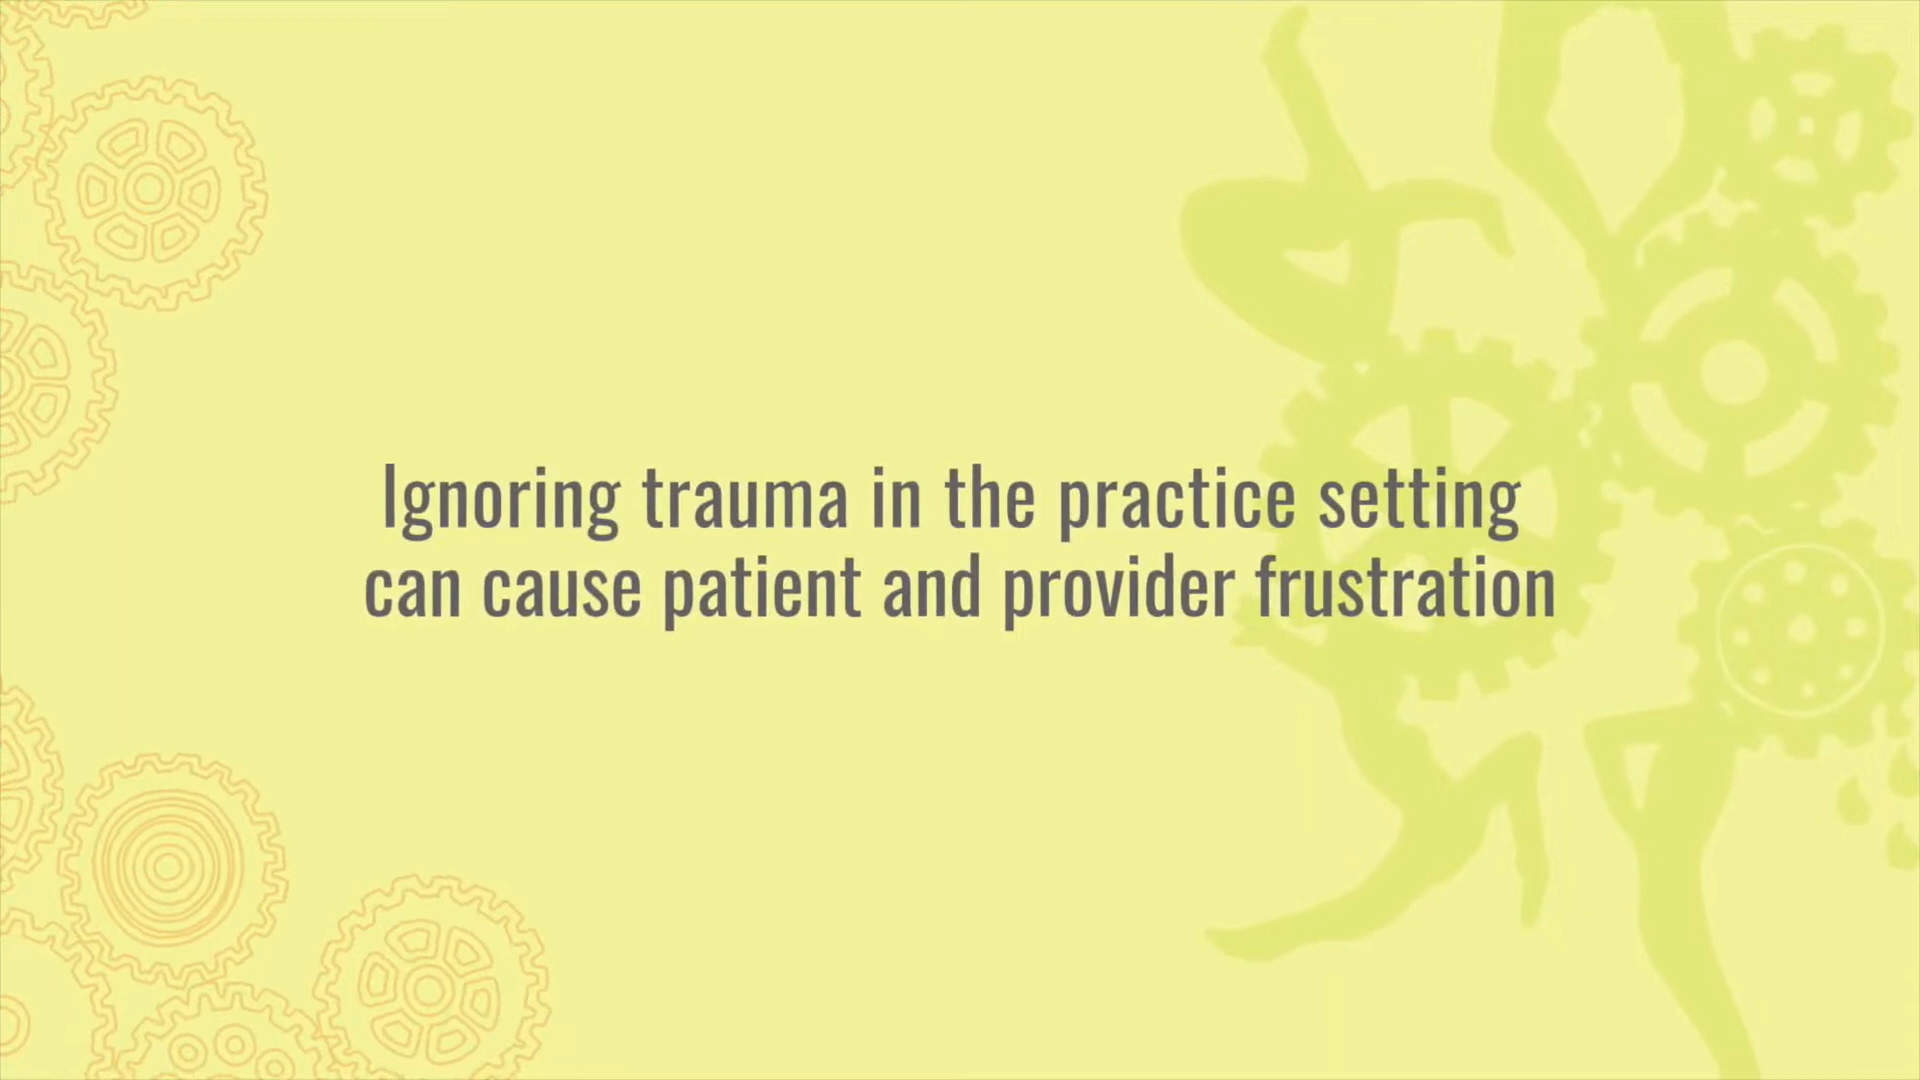 Ignoring trauma in the practice setting
can cause patient and provider frustration